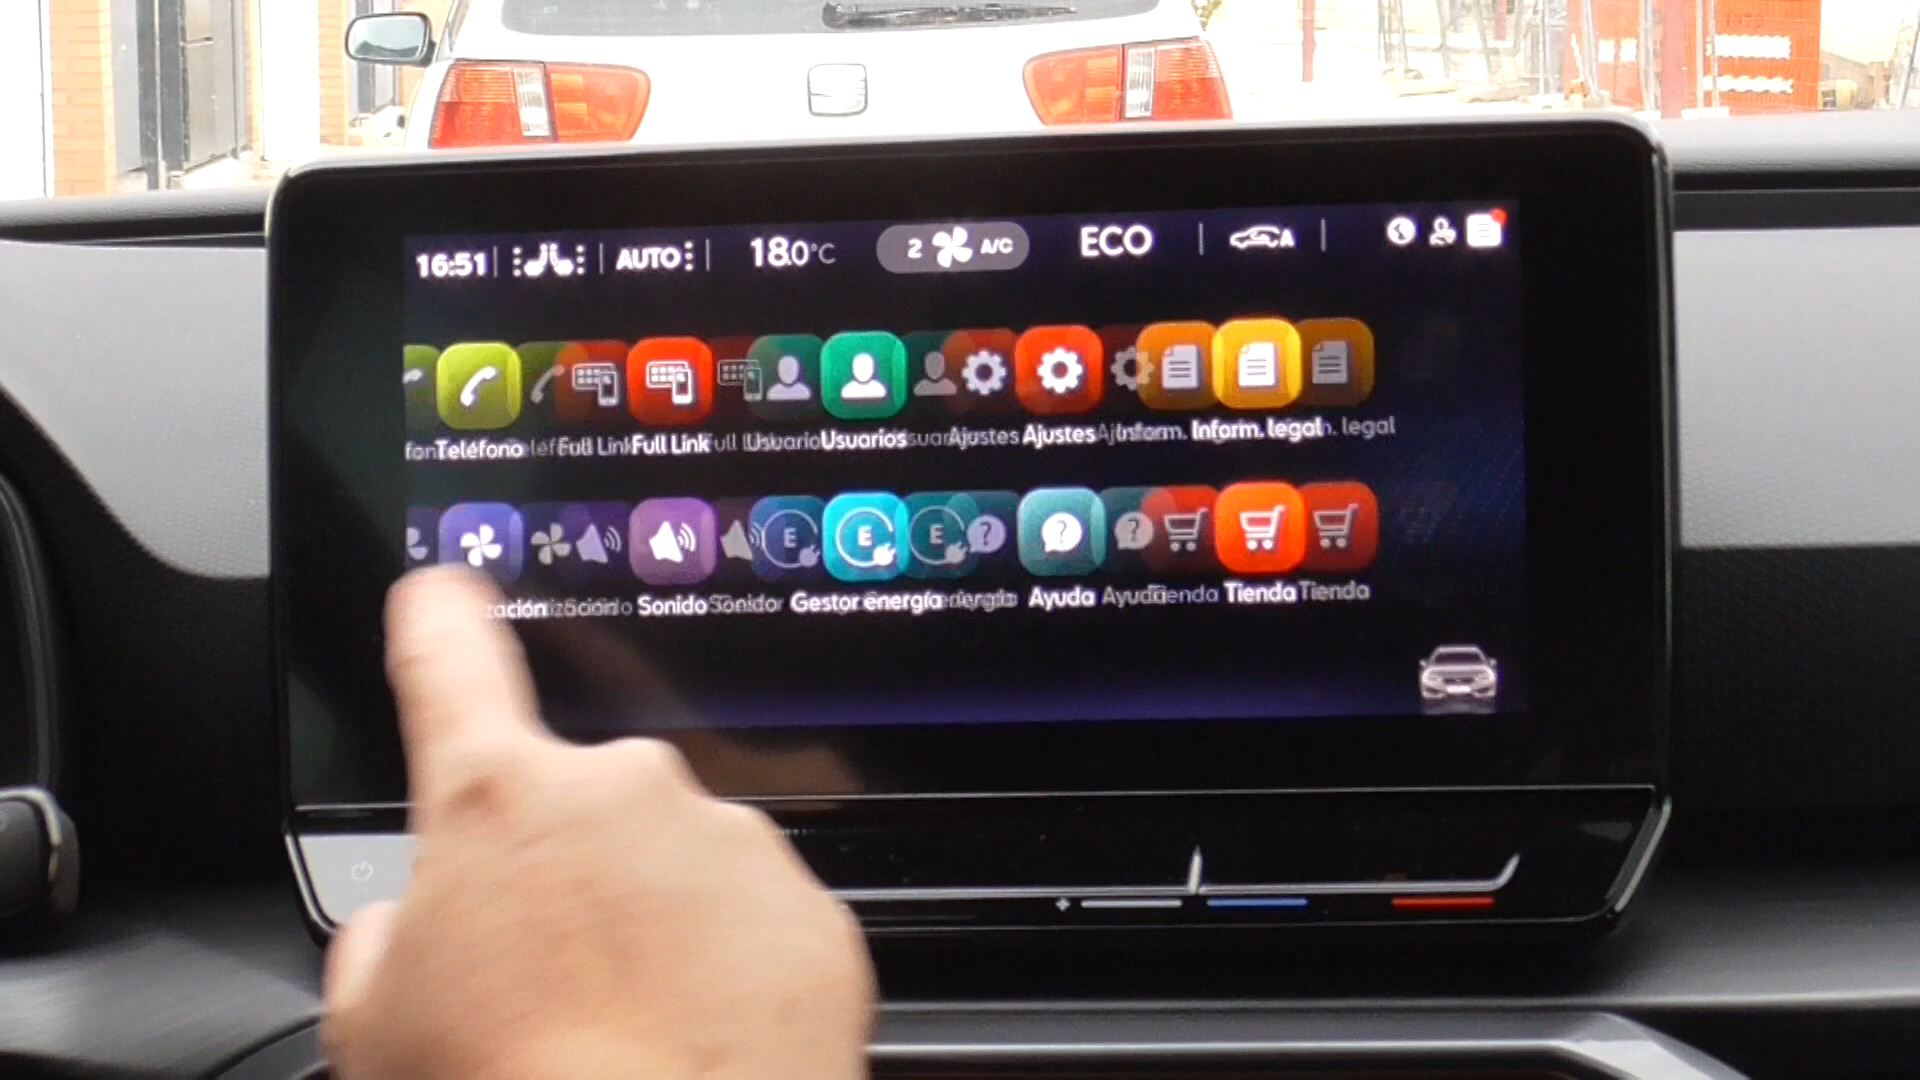 16:51 AUTO 18.0°C 2 A/C ECO A
Teléfono Full Link Usuarios Ajustes Inform. legal
Sonido Gestor energía Ayuda Tienda